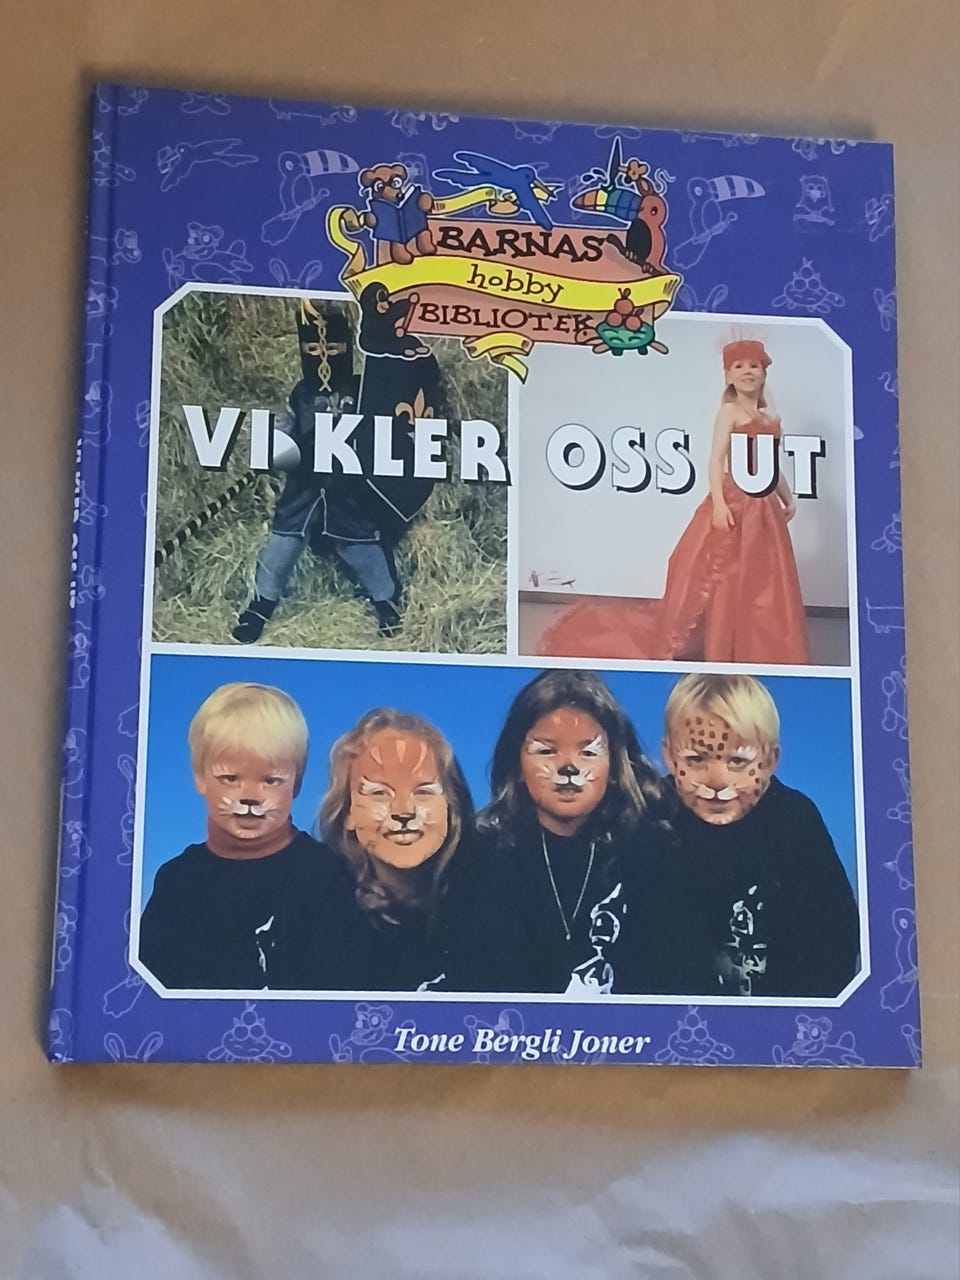 BARNAS
hobby
BIBLIOTEK
VI KLER OSS UT
Tone Bergli Joner